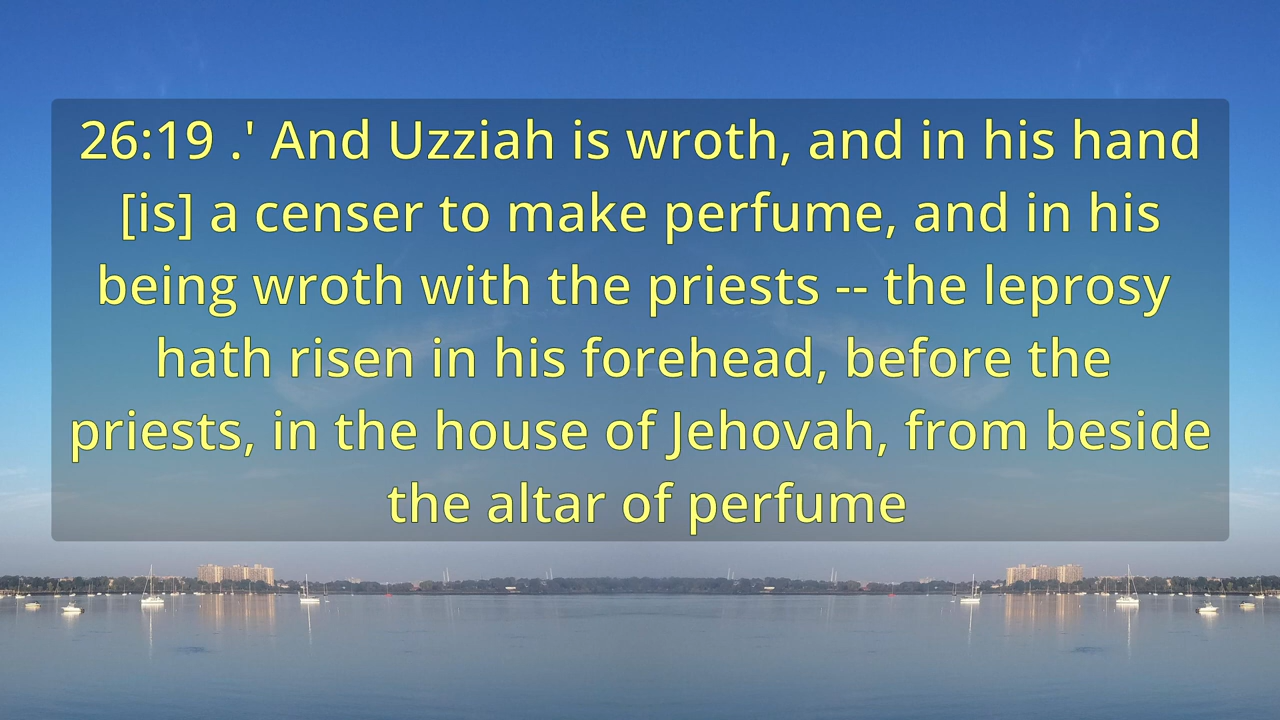 26:19 .' And Uzziah is wroth, and in his hand
[is] a censer to make perfume, and in his
being wroth with the priests -- the leprosy
hath risen in his forehead, before the
priests, in the house of Jehovah, from beside
the altar of perfume